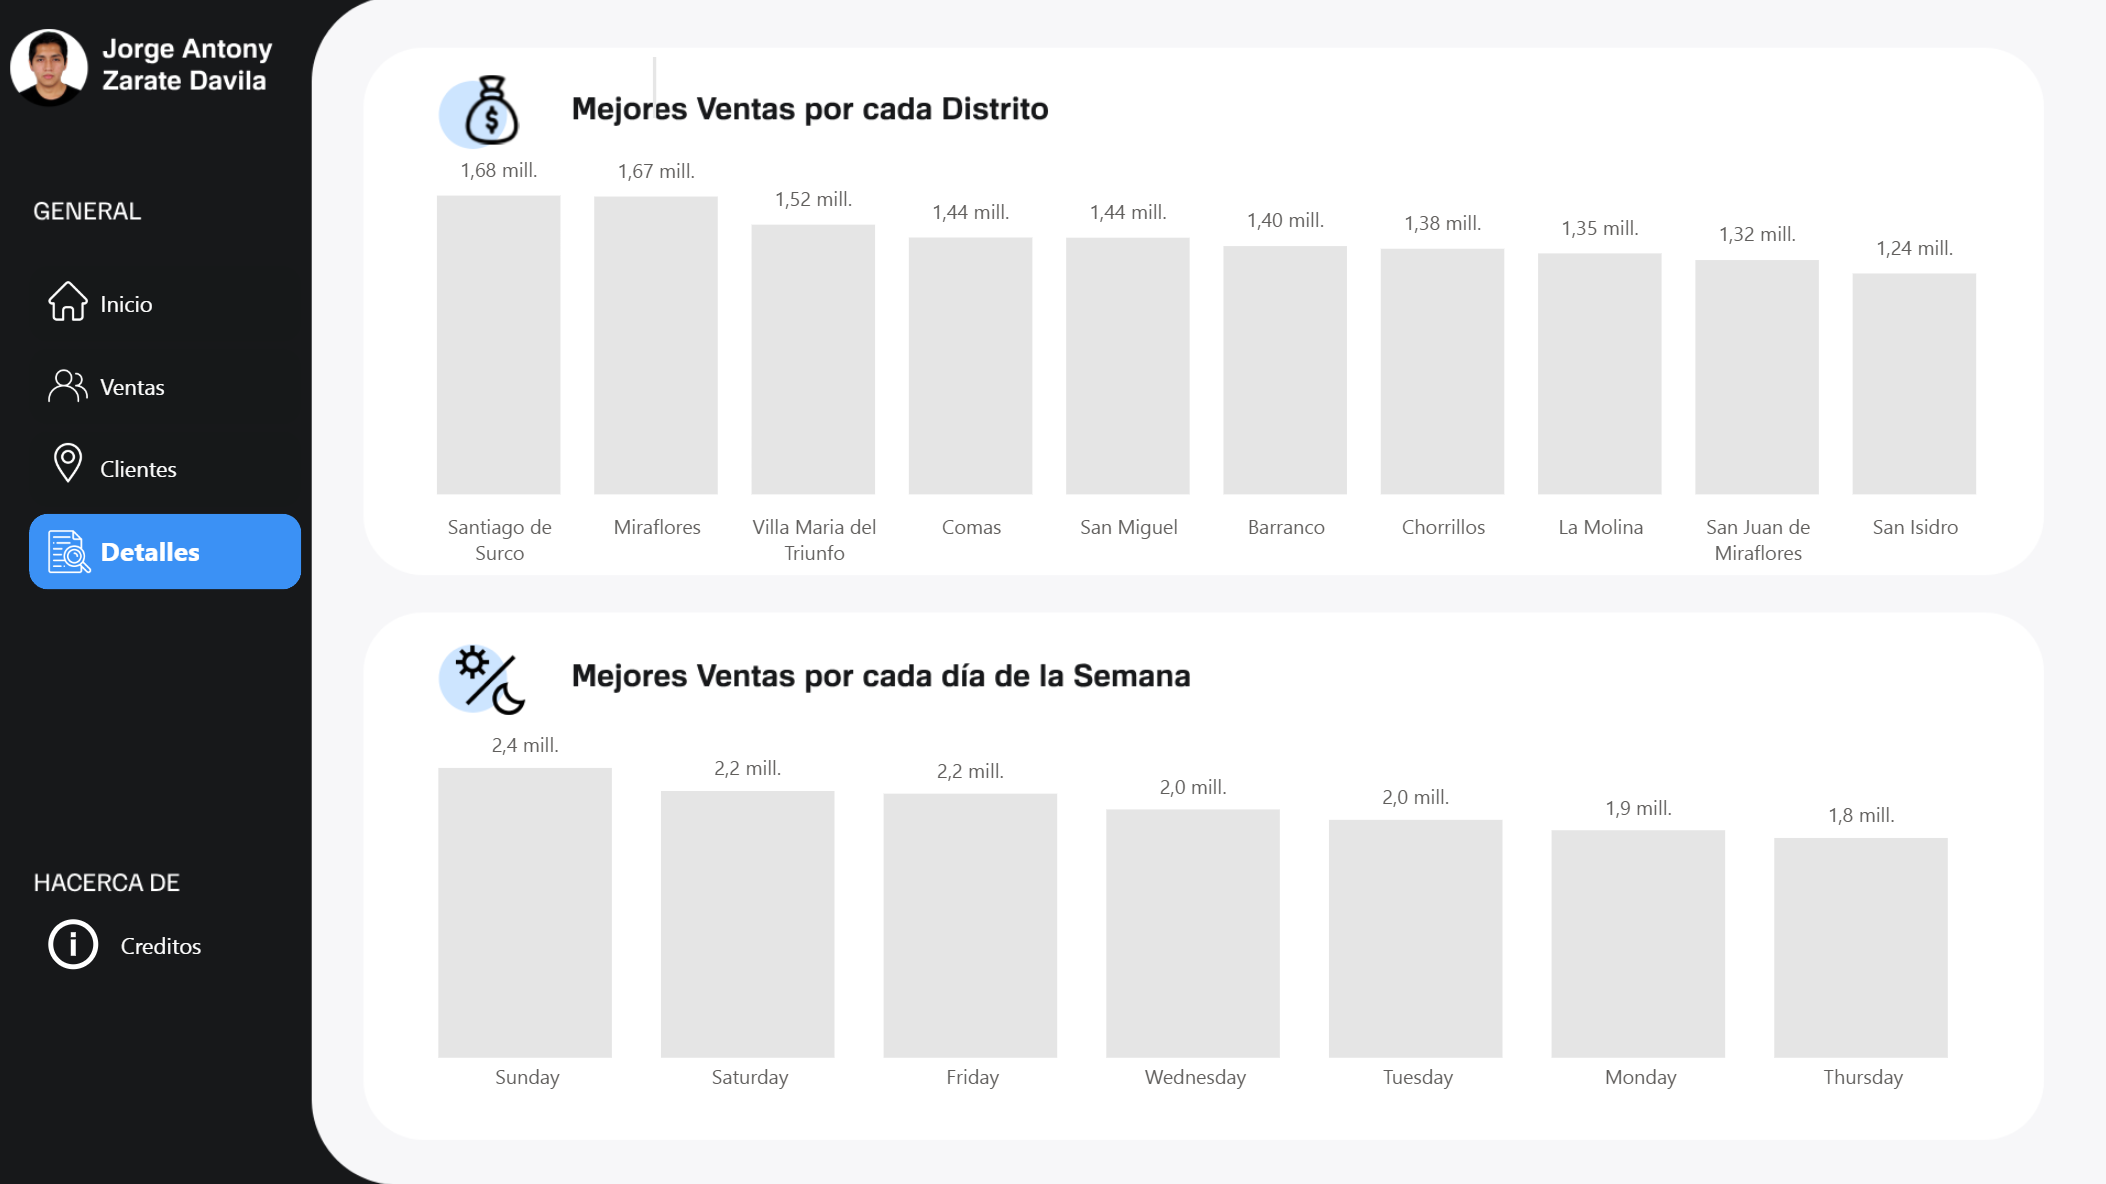 Jorge Antony
Zarate Davila
GENERAL
Inicio
Ventas
Clientes
Detalles
HACERCA DE
Creditos
Mejores Ventas por cada Distrito
1,68 mill.
1,67 mill.
1,52 mill.
1,44 mill.
1,44 mill.
1,40 mill.
1,38 mill.
1,35 mill.
1,32 mill.
1,24 mill.
Santiago de
Surco
Miraflores
Villa Maria del
Triunfo
Comas
San Miguel
Barranco
Chorrillos
La Molina
San Juan de
Miraflores
San Isidro
Mejores Ventas por cada día de la Semana
2,4 mill.
2,2 mill.
2,2 mill.
2,0 mill.
2,0 mill.
1,9 mill.
1,8 mill.
Sunday
Saturday
Friday
Wednesday
Tuesday
Monday
Thursday